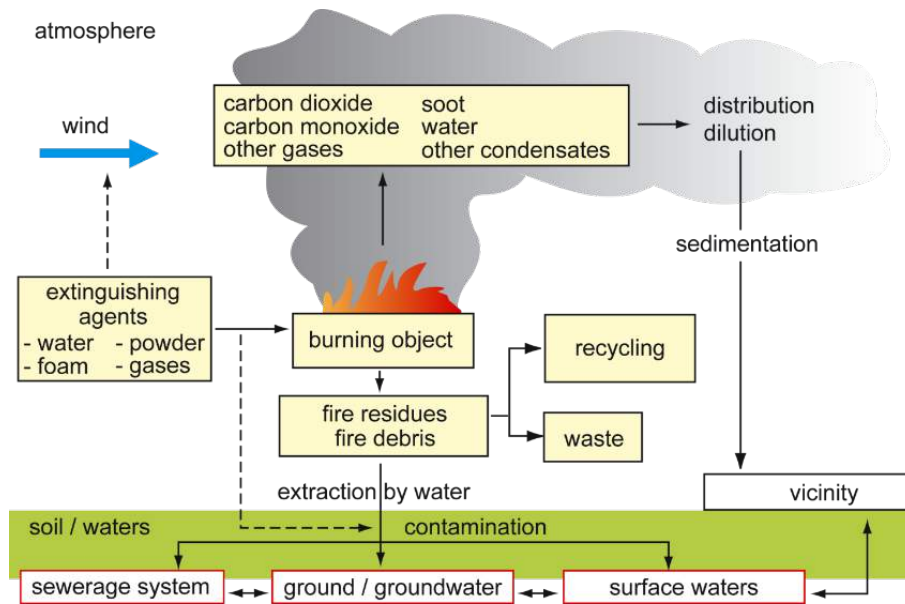 atmosphere
wind
carbon dioxide
carbon monoxide
other gases
soot
water
other condensates
distribution
dilution
sedimentation
extinguishing
agents
- water - powder
- foam - gases
burning object
recycling
fire residues
fire debris
waste
extraction by water
vicinity
soil / waters
contamination
sewerage system
ground / groundwater
surface waters